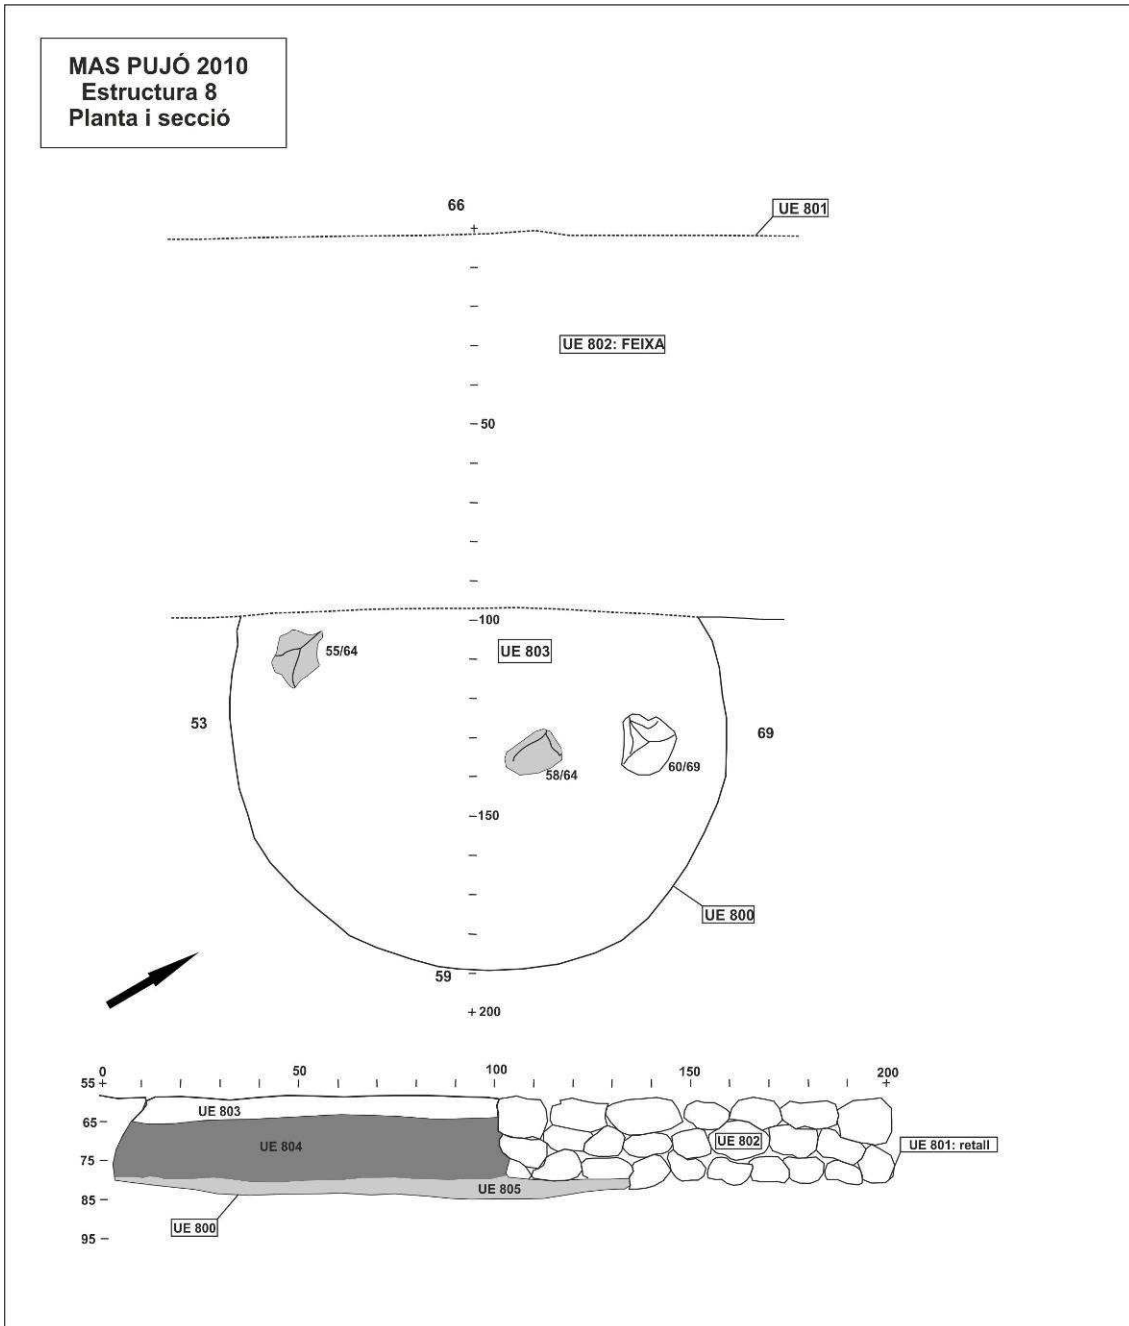 MAS PUJÓ 2010
Estructura 8
Planta i secció
66
UE 801
UE 802: FEIXA
50
100
UE 803
55/64
53
69
58/64
60/69
150
UE 800
59
200
0 50 100 150 200
55
UE 803
65
UE 804
UE 802
UE 801: retall
75
UE 805
85
UE 800
95